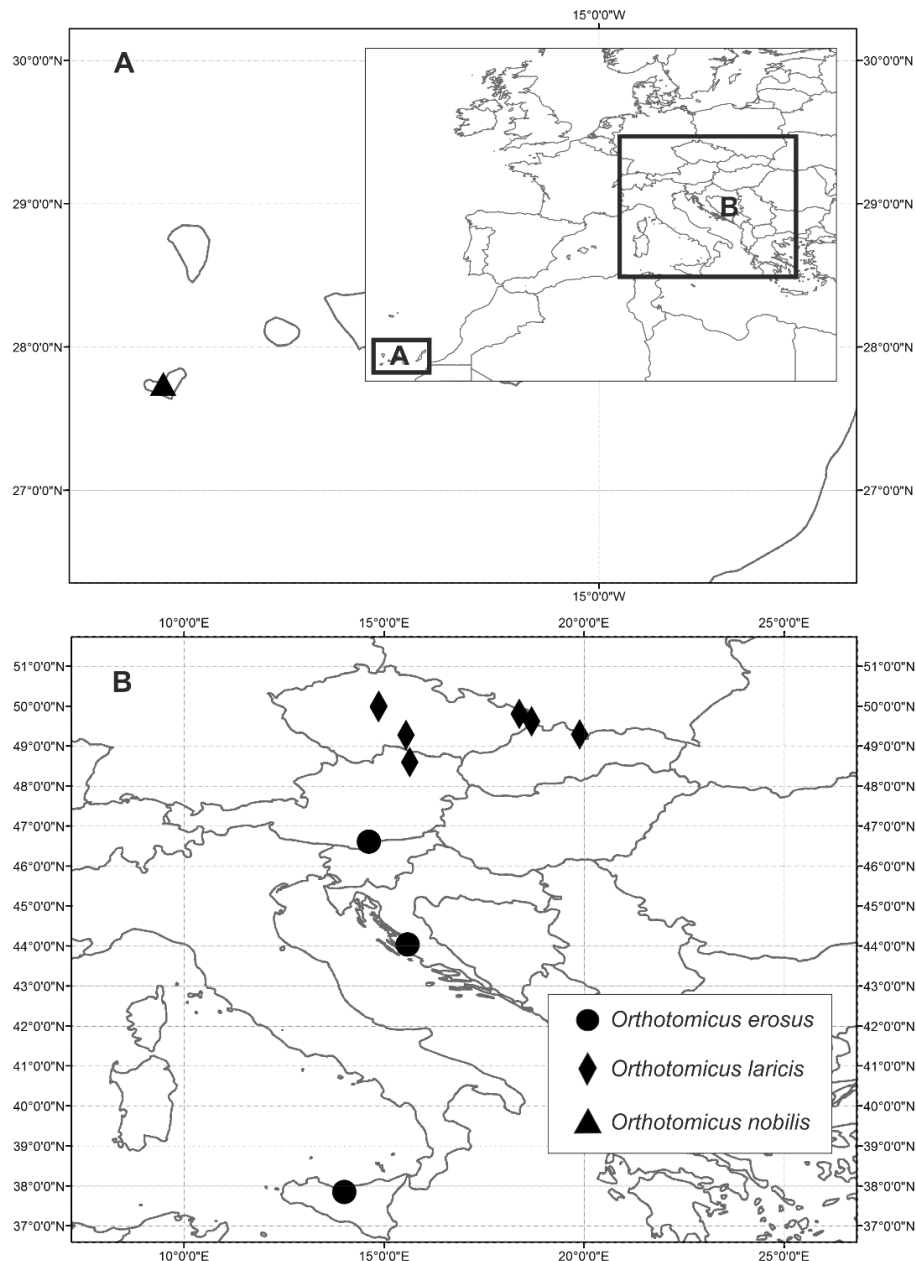 15°0'0"W
30°0'0"N
A
30°0'0"N
29°0'0"N
B
29°0'0"N
28°0'0"N
A
28°0'0"N
27°0'0"N
27°0'0"N
15°0'0"W
10°0'0"E 15°0'0"E 20°0'0"E 25°0'0"E
51°0'0"N
B
51°0'0"N
50°0'0"N 50°0'0"N
49°0'0"N 49°0'0"N
48°0'0"N 48°0'0"N
47°0'0"N 47°0'0"N
46°0'0"N 46°0'0"N
45°0'0"N 45°0'0"N
44°0'0"N 44°0'0"N
43°0'0"N 43°0'0"N
Orthotomicus erosus
42°0'0"N 42°0'0"N
41°0'0"N Orthotomicus laricis 41°0'0"N
40°0'0"N 40°0'0"N
Orthotomicus nobilis
39°0'0"N 39°0'0"N
38°0'0"N 38°0'0"N
37°0'0"N 37°0'0"N
10°0'0"E 15°0'0"E 20°0'0"E 25°0'0"E